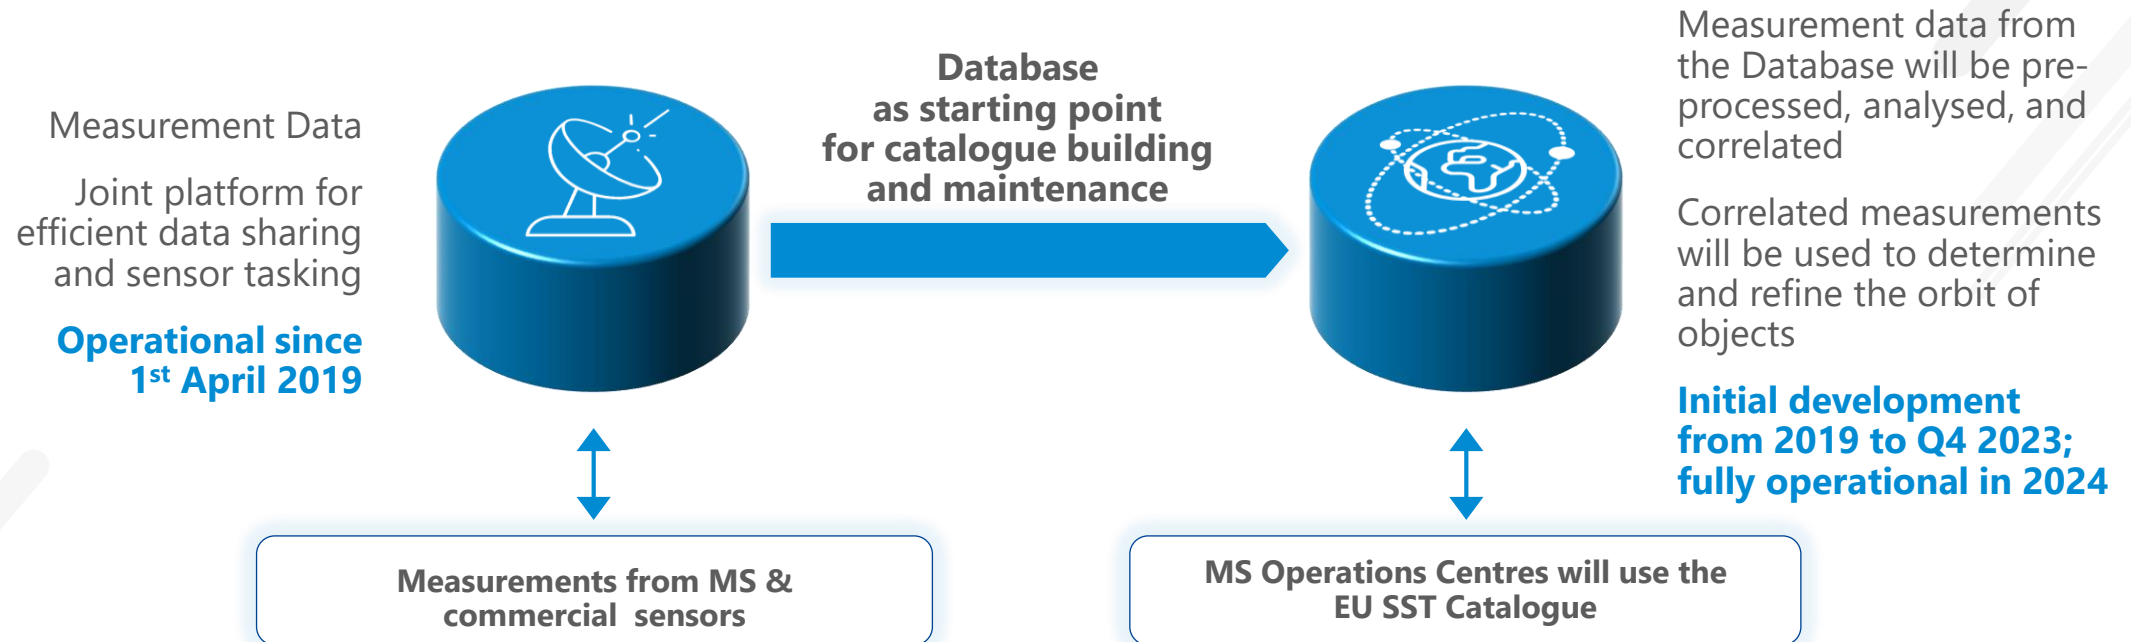 Measurement Data
Joint platform for
efficient data sharing
and sensor tasking
Operational since
1st April 2019
Database
as starting point
for catalogue building
and maintenance
Measurement data from
the Database will be pre-
processed, analysed, and
correlated
Correlated measurements
will be used to determine
and refine the orbit of
objects
Initial development
from 2019 to Q4 2023;
fully operational in 2024
Measurements from MS &
commercial sensors
MS Operations Centres will use the
EU SST Catalogue